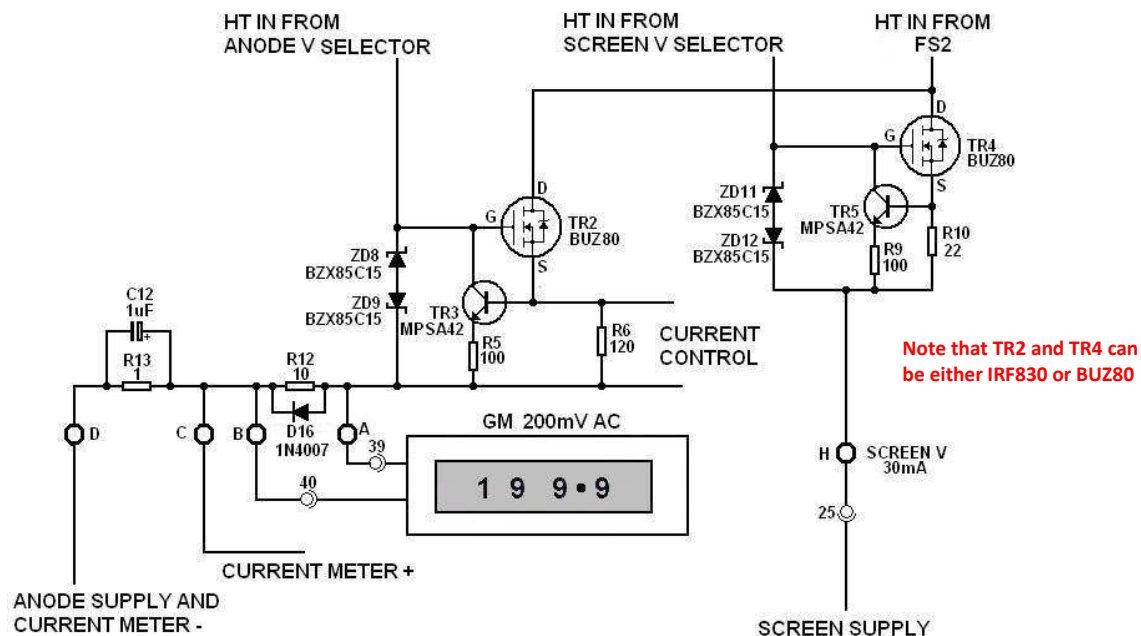 HT IN FROM
ANODE V SELECTOR
HT IN FROM
SCREEN V SELECTOR
HT IN FROM
FS2
D
G
TR4
BUZ80
S
ZD11
BZX85C15
TR5
MPSA42
ZD12
BZX85C15
R9
100
R10
22
D
G
TR2
BUZ80
S
ZD8
BZX85C15
ZD9
BZX85C15
TR3
MPSA42
R5
100
R6
120
CURRENT
CONTROL
Note that TR2 and TR4 can
be either IRF830 or BUZ80
C12
1uF
+
R13
1
R12
10
D
C
B
D16
1N4007
A
39
40
GM 200mV AC
1 9 9•9
H
SCREEN V
30mA
25
CURRENT METER +
ANODE SUPPLY AND
CURRENT METER -
SCREEN SUPPLY